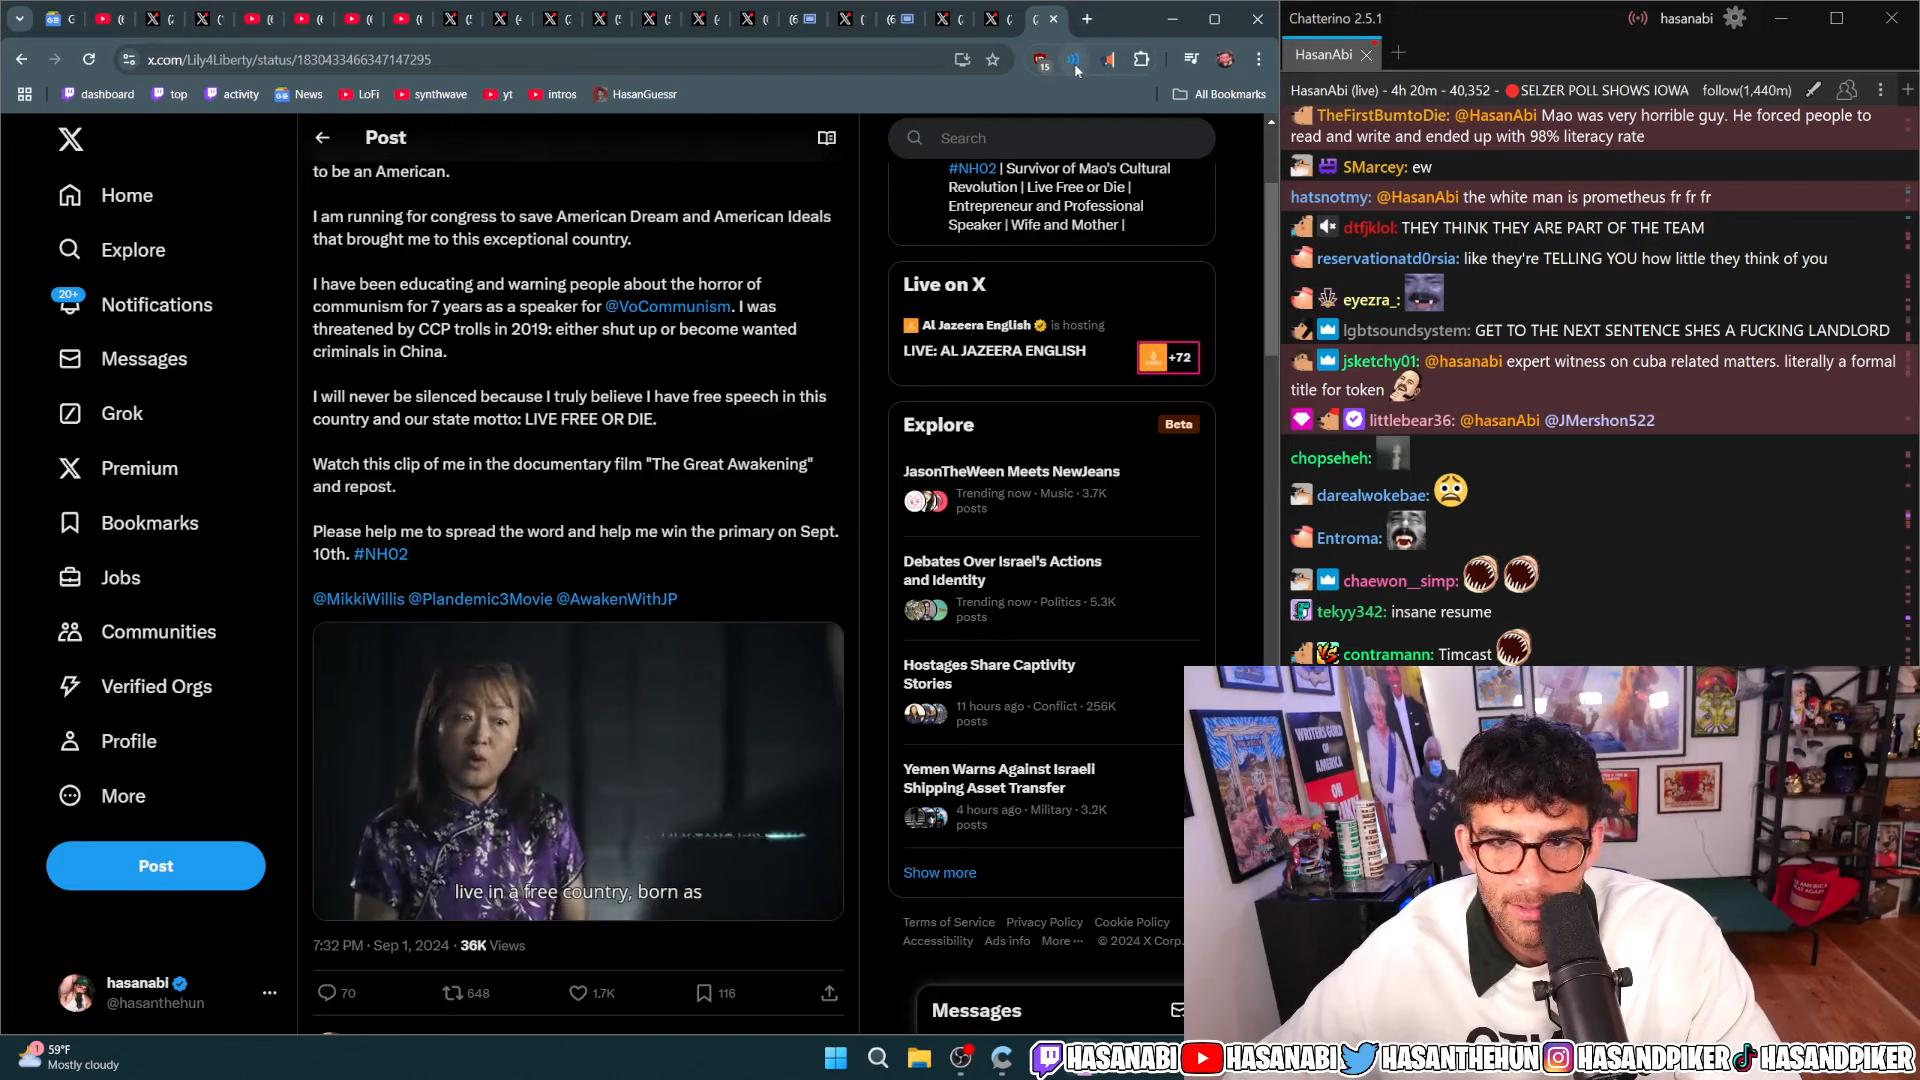 x.com/Lily4Liberty/status/1830433466347147295
15
dashboard
top
activity
News
LoFi
synthwave
yt
intros
HasanGuessr
All Bookmarks
Home
Explore
20+
Notifications
Messages
Grok
Premium
Bookmarks
Jobs
Communities
Verified Orgs
Profile
More
Post
hasanabi
@hasanthehun
Post
to be an American.
I am running for congress to save American Dream and American Ideals
that brought me to this exceptional country.
I have been educating and warning people about the horror of
communism for 7 years as a speaker for @VoCommunism. I was
threatened by CCP trolls in 2019: either shut up or become wanted
criminals in China.
I will never be silenced because I truly believe I have free speech in this
country and our state motto: LIVE FREE OR DIE.
Watch this clip of me in the documentary film "The Great Awakening"
and repost.
Please help me to spread the word and help me win the primary on Sept.
10th. #NH02
@MikkiWillis @Plandemic3Movie @AwakenWithJP
live in a free country, born as
7:32 PM · Sep 1, 2024 · 36K Views
70
648
1.7K
116
Search
#NH02 | Survivor of Mao's Cultural
Revolution | Live Free or Die |
Entrepreneur and Professional
Speaker | Wife and Mother |
Live on X
Al Jazeera English is hosting
LIVE: AL JAZEERA ENGLISH
+72
Explore
Beta
JasonTheWeen Meets NewJeans
Trending now · Music · 3.7K
posts
Debates Over Israel's Actions
and Identity
Trending now · Politics · 5.3K
posts
Hostages Share Captivity
Stories
11 hours ago · Conflict · 256K
posts
Yemen Warns Against Israeli
Shipping Asset Transfer
4 hours ago · Military · 3.2K
posts
Show more
Terms of Service Privacy Policy Cookie Policy
Accessibility Ads info More ··· © 2024 X Corp.
Messages
Chatterino 2.5.1
hasanabi
HasanAbi
HasanAbi (live) - 4h 20m - 40,352 - 🔴SELZER POLL SHOWS IOWA
follow(1,440m)
TheFirstBumtoDie: @HasanAbi Mao was very horrible guy. He forced people to
read and write and ended up with 98% literacy rate
SMarcey: ew
hatsnotmy: @HasanAbi the white man is prometheus fr fr fr
dtfjklol: THEY THINK THEY ARE PART OF THE TEAM
reservationatd0rsia: like they're TELLING YOU how little they think of you
eyezra_:
lgbtsoundsystem: GET TO THE NEXT SENTENCE SHES A FUCKING LANDLORD
jsketchy01: @hasanabi expert witness on cuba related matters. literally a formal
title for token
littlebear36: @hasanAbi @JMershon522
chopseheh:
darealwokebae:
Entroma:
chaewon__simp:
tekyy342: insane resume
contramann: Timcast
WRITERS GUILD
OF
AMERICA
ON
1
59°F
Mostly cloudy
HASANABI
HASANABI
HASANTHEHUN
HASANDPIKER
HASANDPIKER